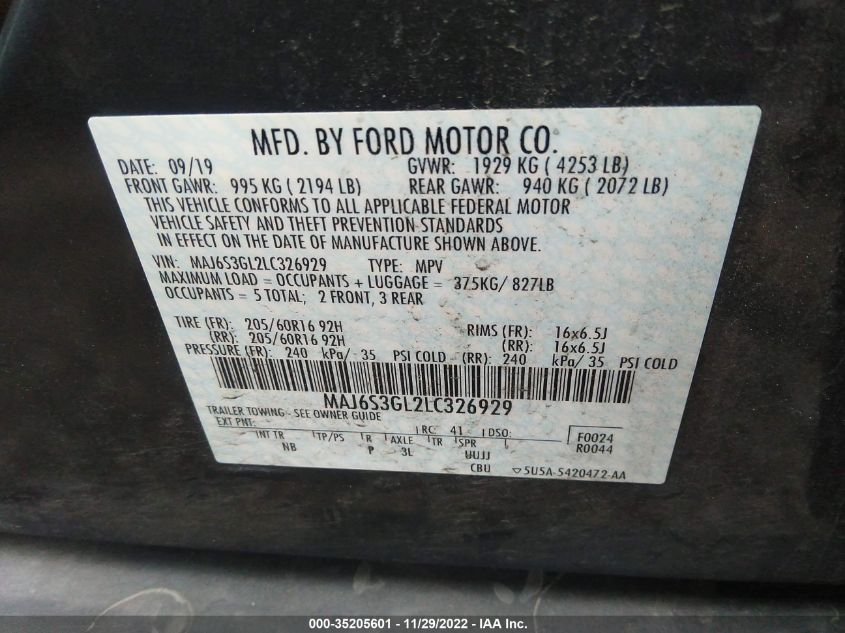 MFD. BY FORD MOTOR CO.
DATE: 09/19 GVWR: 1929 KG ( 4253 LB)
FRONT GAWR: 995 KG ( 2194 LB) REAR GAWR: 940 KG ( 2072 LB)
THIS VEHICLE CONFORMS TO ALL APPLICABLE FEDERAL MOTOR
VEHICLE SAFETY AND THEFT PREVENTION STANDARDS
IN EFFECT ON THE DATE OF MANUFACTURE SHOWN ABOVE.
VIN: MAJ6S3GL2LC326929 TYPE: MPV
MAXIMUM LOAD = OCCUPANTS + LUGGAGE = 375KG/ 827LB
OCCUPANTS = 5 TOTAL; 2 FRONT, 3 REAR
TIRE (FR): 205/60R16 92H RIMS (FR): 16x6.5J
(RR): 205/60R16 92H (RR): 16x6.5J
PRESSURE (FR): 240 kPa/ 35 PSI COLD (RR): 240 kPa/ 35 PSI COLD
MAJ6S3GL2LC326929
TRAILER TOWING - SEE OWNER GUIDE
EXT PNT: RC: 41 DSO: F0024
INT TR TP/PS R AXLE TR SPR R0044
NB P 3L UUJJ
CBU 5U5A-5420472-AA
000-35205601 - 11/29/2022 - IAA Inc.